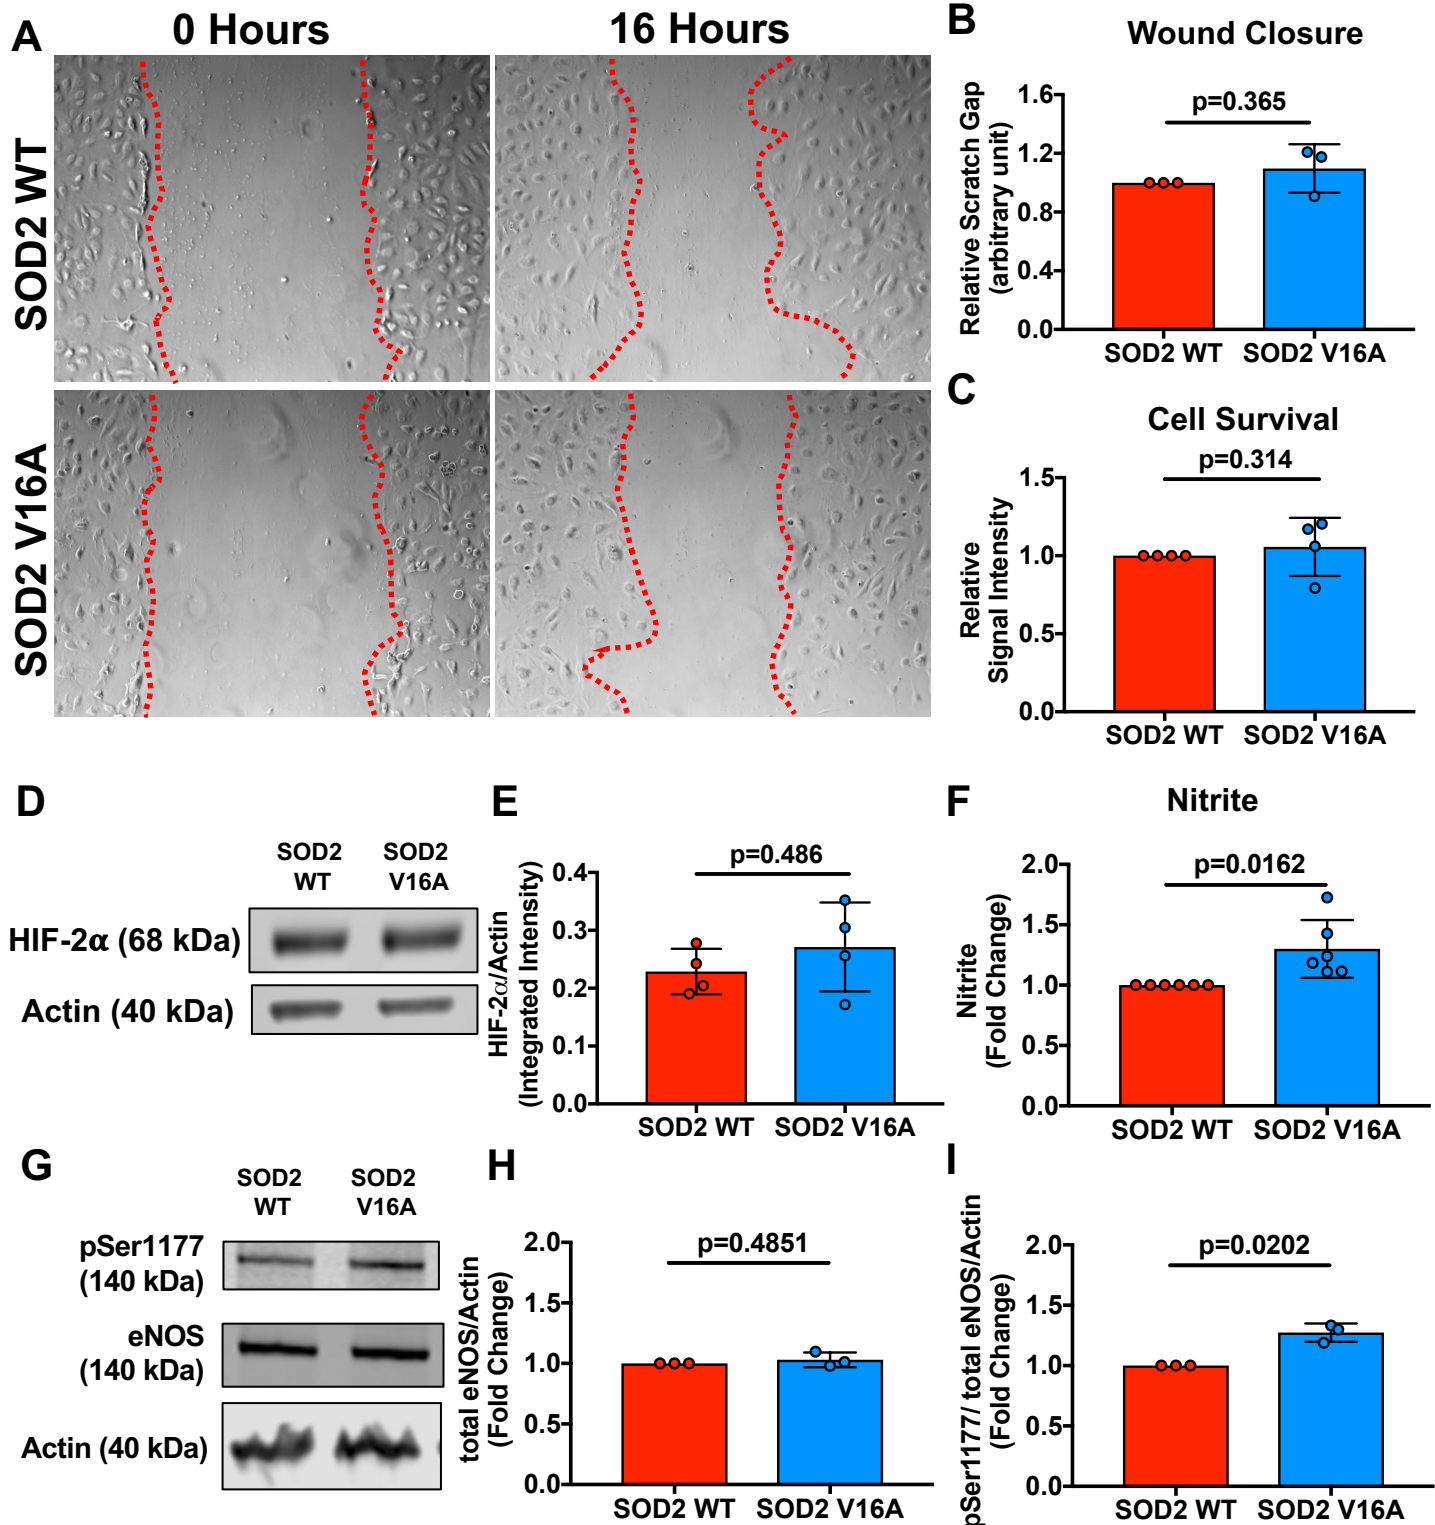 A
0 Hours
16 Hours
SOD2 WT
SOD2 V16A
B
Wound Closure
Relative Scratch Gap
(arbitrary unit)
1.6
1.2
0.8
0.4
0.0
p=0.365
SOD2 WT
SOD2 V16A
C
Cell Survival
Relative
Signal Intensity
1.5
1.0
0.5
0.0
p=0.314
SOD2 WT
SOD2 V16A
D
SOD2
WT
SOD2
V16A
HIF-2α (68 kDa)
Actin (40 kDa)
E
HIF-2α/Actin
(Integrated Intensity)
0.4
0.3
0.2
0.1
0.0
p=0.486
SOD2 WT
SOD2 V16A
F
Nitrite
Nitrite
(Fold Change)
2.0
1.5
1.0
0.5
0.0
p=0.0162
SOD2 WT
SOD2 V16A
G
SOD2
WT
SOD2
V16A
pSer1177
(140 kDa)
eNOS
(140 kDa)
Actin (40 kDa)
H
total eNOS/Actin
(Fold Change)
2.0
1.5
1.0
0.5
0.0
p=0.4851
SOD2 WT
SOD2 V16A
I
pSer1177/ total eNOS/Actin
(Fold Change)
2.0
1.5
1.0
0.5
0.0
p=0.0202
SOD2 WT
SOD2 V16A